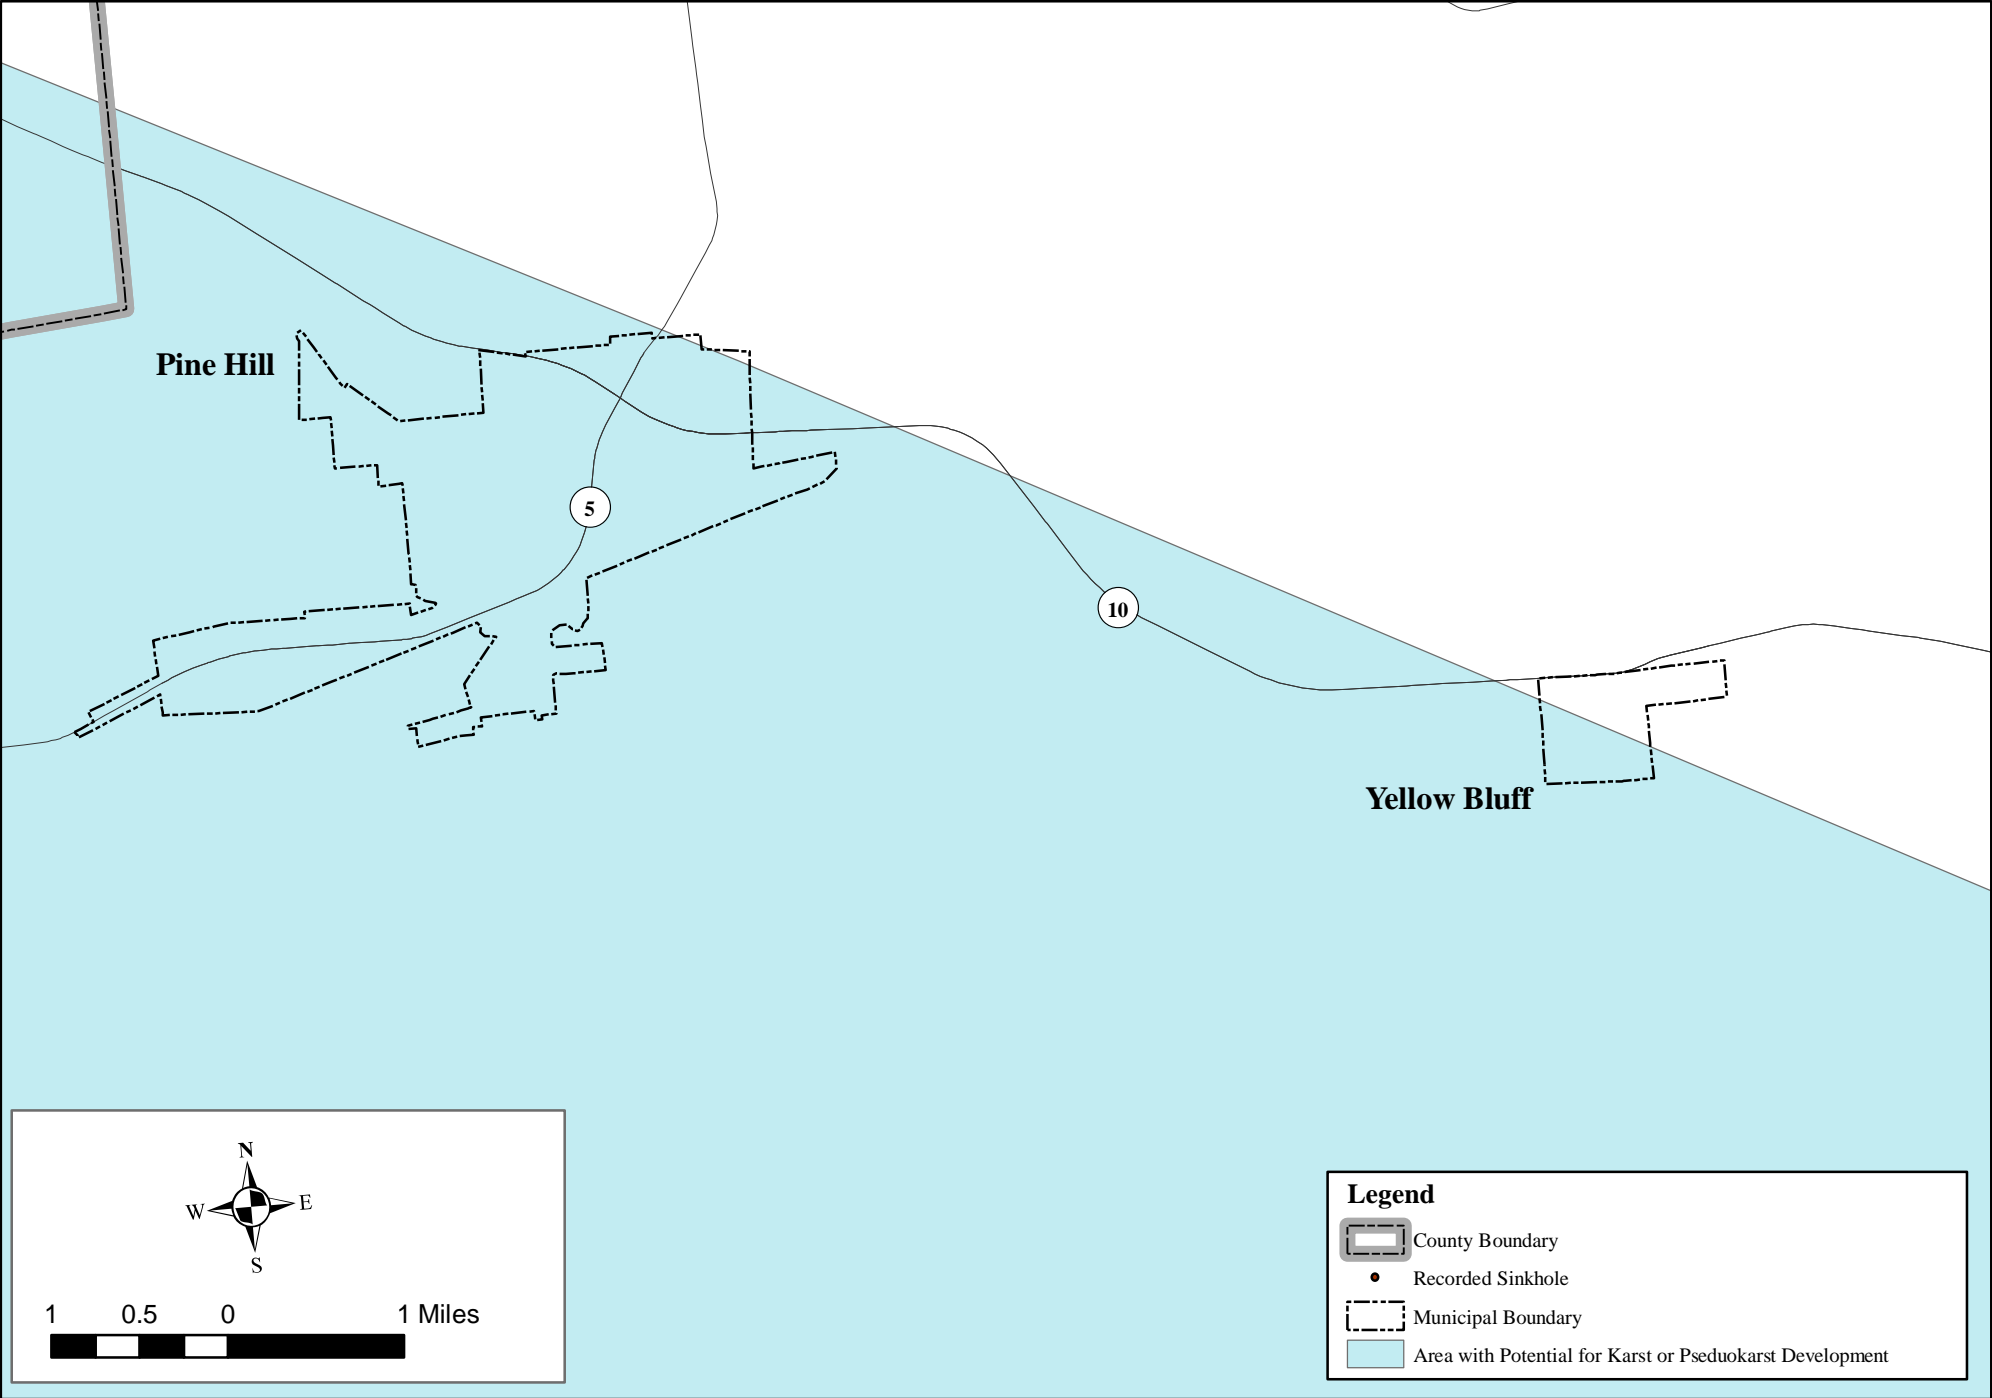 Pine Hill
5
10
Yellow Bluff
N
W E
S
1 0.5 0 1 Miles
Legend
County Boundary
Recorded Sinkhole
Municipal Boundary
Area with Potential for Karst or Pseduokarst Development